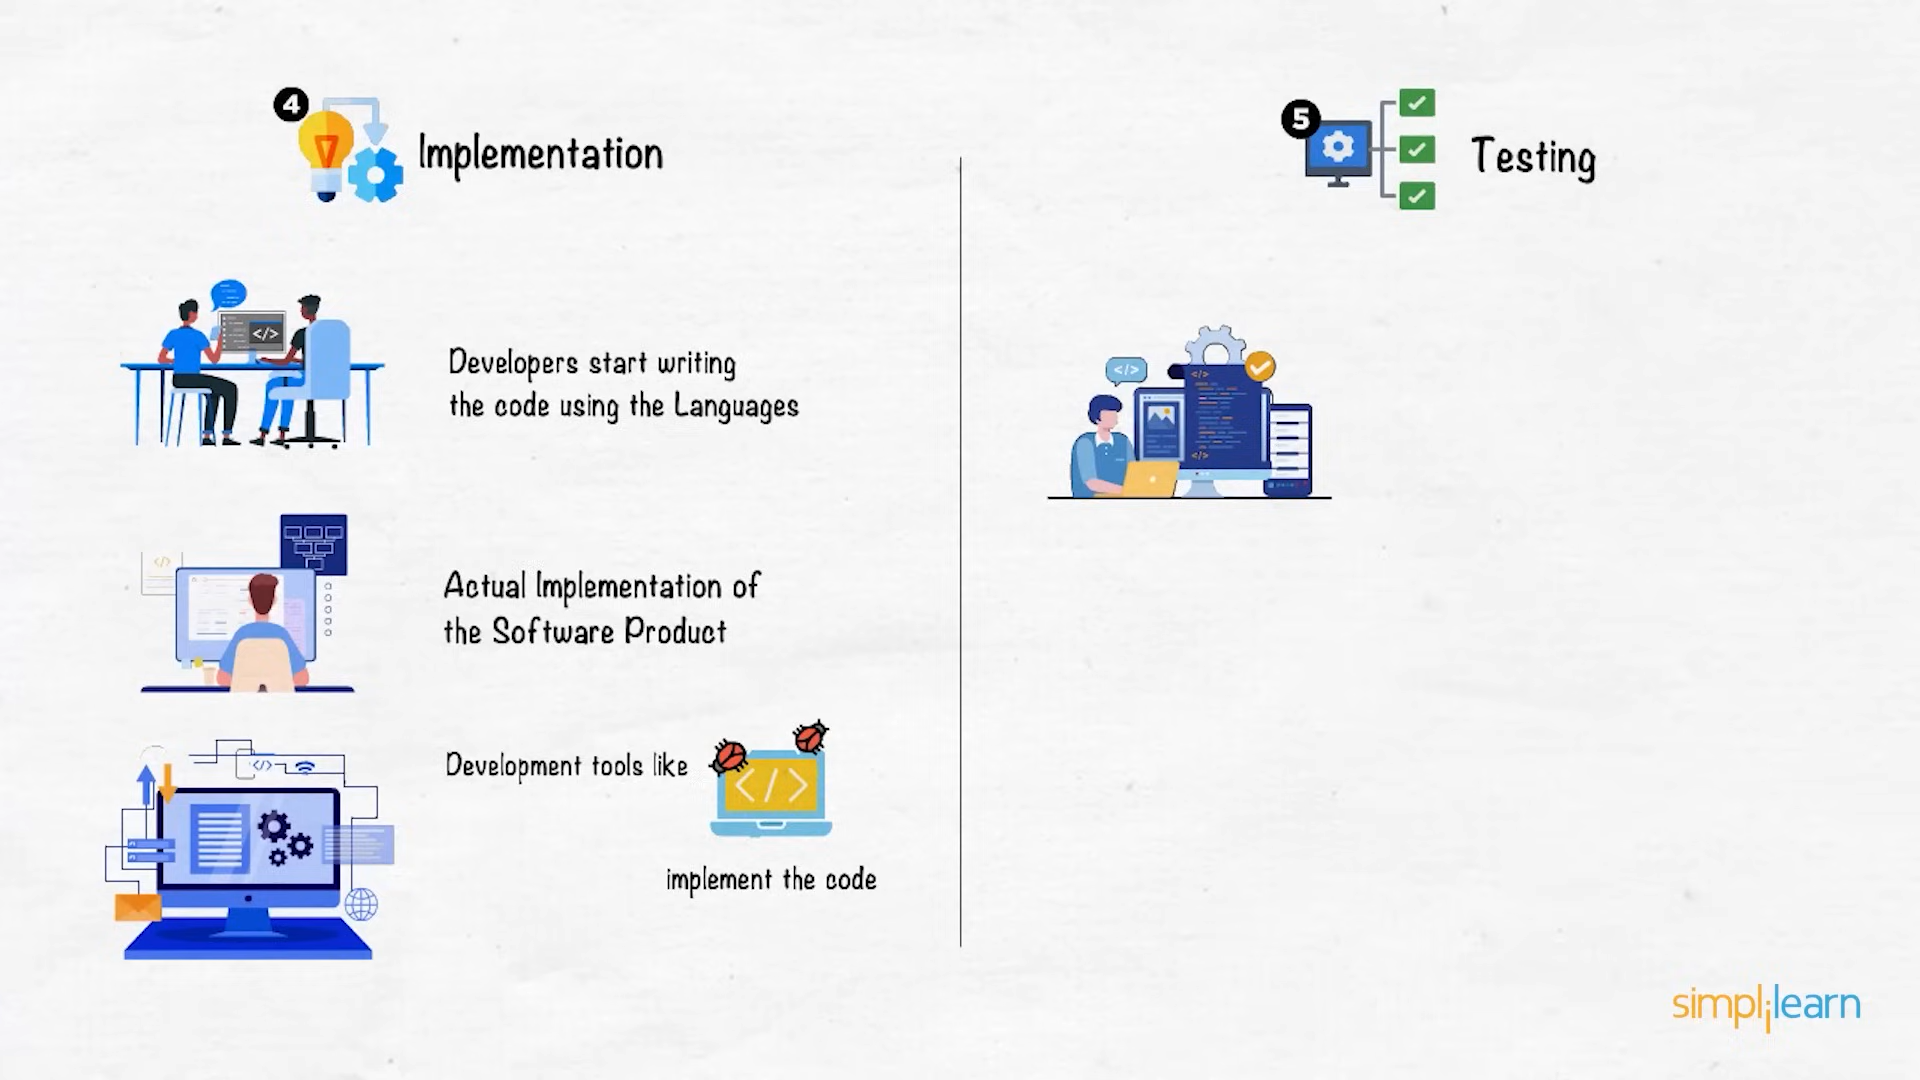 4
Implementation
Developers start writing
the code using the Languages
Actual Implementation of
the Software Product
Development tools like
</>
implement the code
5
Testing
</>
simplilearn